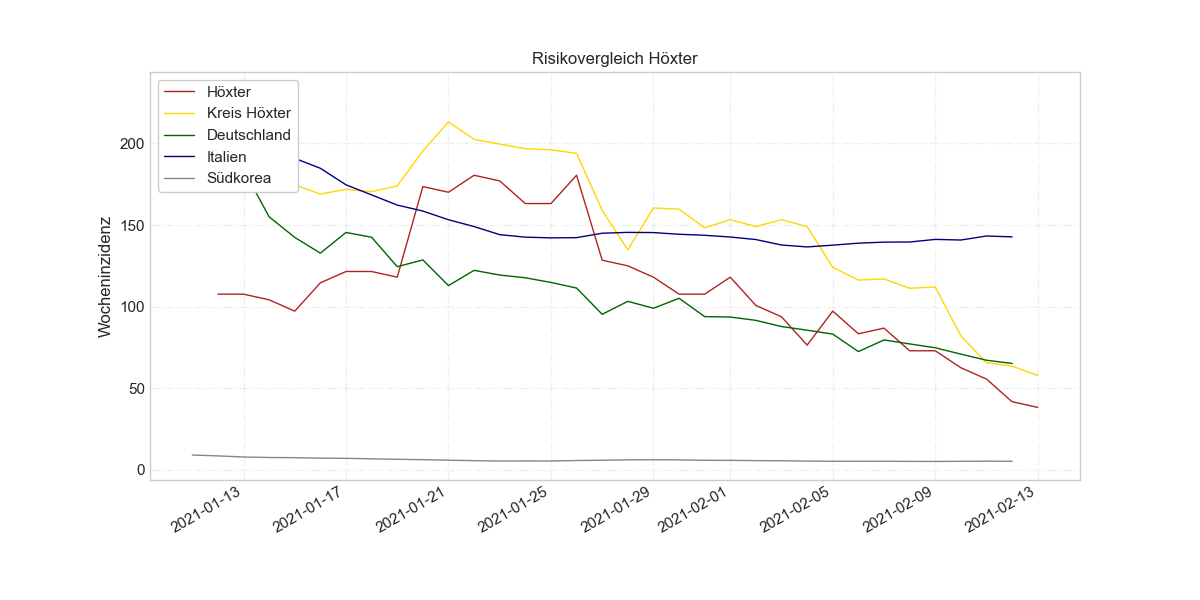 Risikovergleich Höxter
Höxter
Kreis Höxter
Deutschland
Italien
Südkorea
Wocheninzidenz
200
150
100
50
0
2021-01-13
2021-01-17
2021-01-21
2021-01-25
2021-01-29
2021-02-01
2021-02-05
2021-02-09
2021-02-13